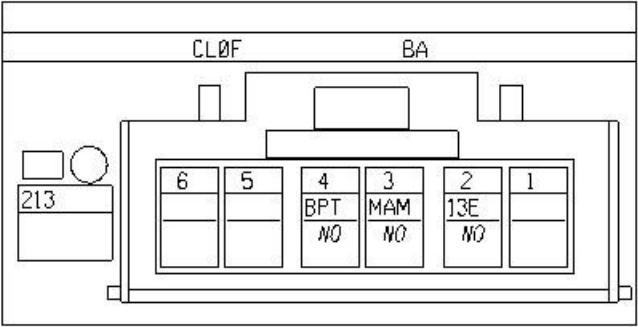 CLØF BA
213
6 5 4 3 2 1
BPT MAM 13E
NO NO NO